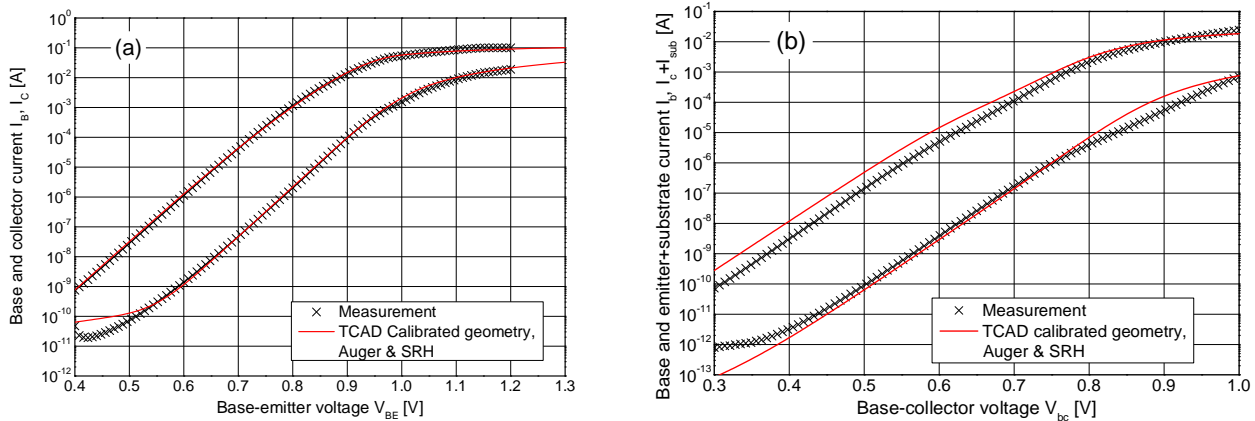 (a)
Base and collector current I_B, I_C [A]
10^0
10^-1
10^-2
10^-3
10^-4
10^-5
10^-6
10^-7
10^-8
10^-9
10^-10
10^-11
0.4 0.5 0.6 0.7 0.8 0.9 1.0 1.1 1.2 1.3
Base-emitter voltage V_BE [V]
Measurement
TCAD Calibrated geometry,
Auger & SRH
(b)
Base and emitter+substrate current I_b, I_c+I_sub [A]
10^-1
10^-2
10^-3
10^-4
10^-5
10^-6
10^-7
10^-8
10^-9
10^-10
10^-11
10^-12
10^-13
0.3 0.4 0.5 0.6 0.7 0.8 0.9 1.0
Base-collector voltage V_bc [V]
Measurement
TCAD calibrated geometry,
Auger & SRH